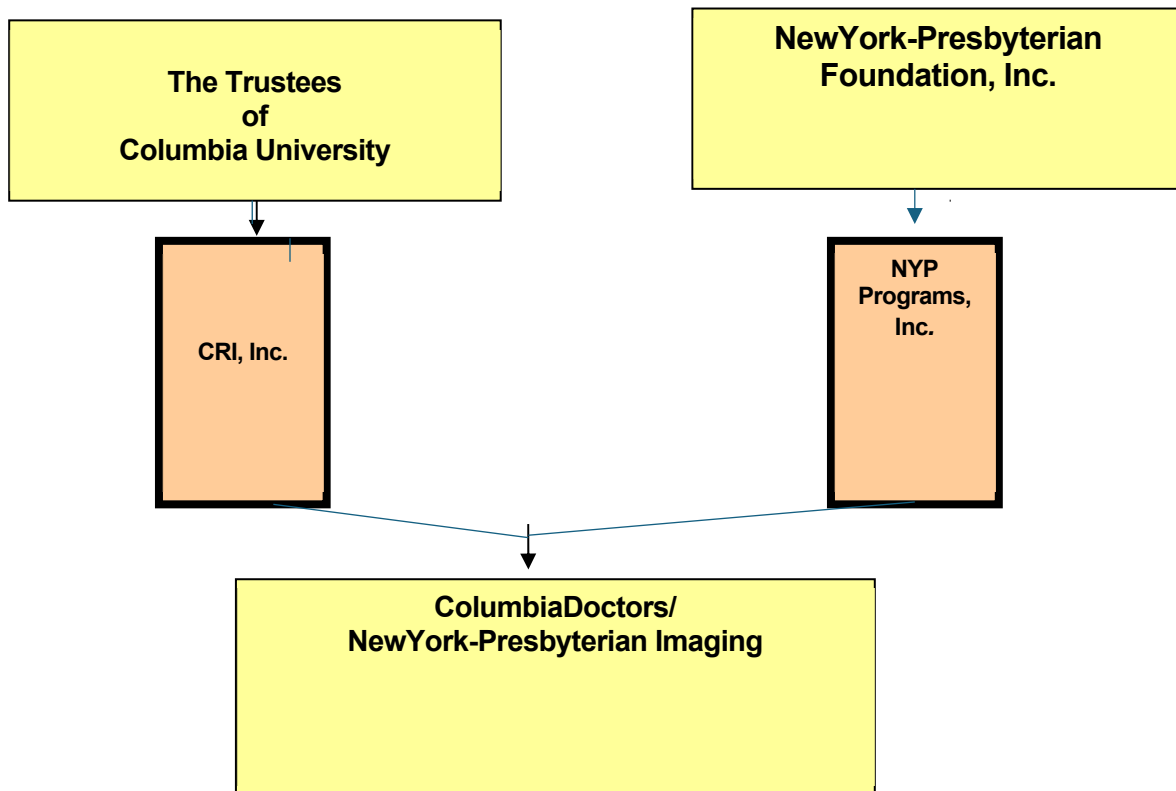 The Trustees
of
Columbia University
NewYork-Presbyterian
Foundation, Inc.
CRI, Inc.
NYP
Programs,
Inc.
ColumbiaDoctors/
NewYork-Presbyterian Imaging